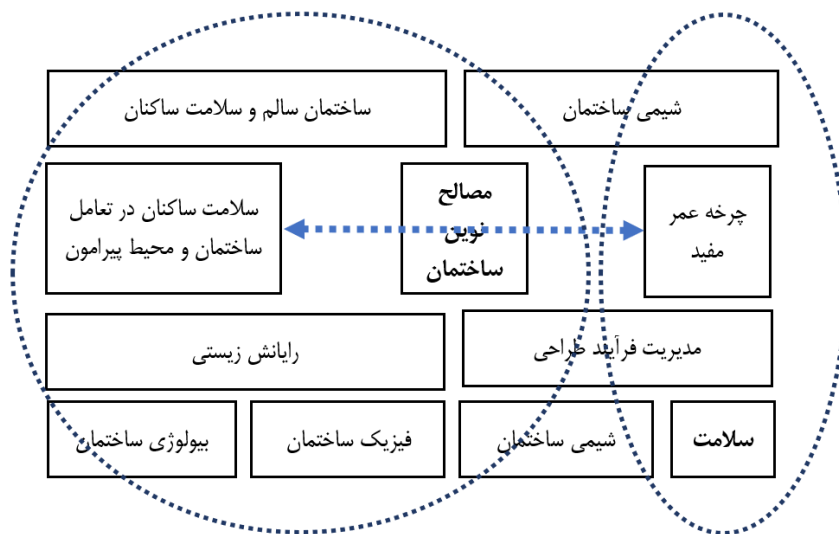 شیمی ساختمان
ساختمان سالم و سلامت ساکنان
چرخه عمر
مفید
مصالح
نوین
ساختمان
سلامت ساکنان در تعامل
ساختمان و محیط پیرامون
مدیریت فرآیند طراحی
رایانش زیستی
سلامت
شیمی ساختمان
فیزیک ساختمان
بیولوژی ساختمان